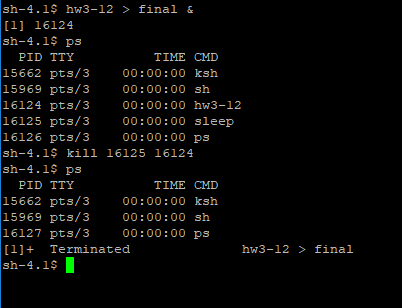 sh-4.1$ hw3-12 > final &
[1] 16124
sh-4.1$ ps
  PID TTY          TIME CMD
15662 pts/3    00:00:00 ksh
15969 pts/3    00:00:00 sh
16124 pts/3    00:00:00 hw3-12
16125 pts/3    00:00:00 sleep
16126 pts/3    00:00:00 ps
sh-4.1$ kill 16125 16124
sh-4.1$ ps
  PID TTY          TIME CMD
15662 pts/3    00:00:00 ksh
15969 pts/3    00:00:00 sh
16127 pts/3    00:00:00 ps
[1]+  Terminated              hw3-12 > final
sh-4.1$